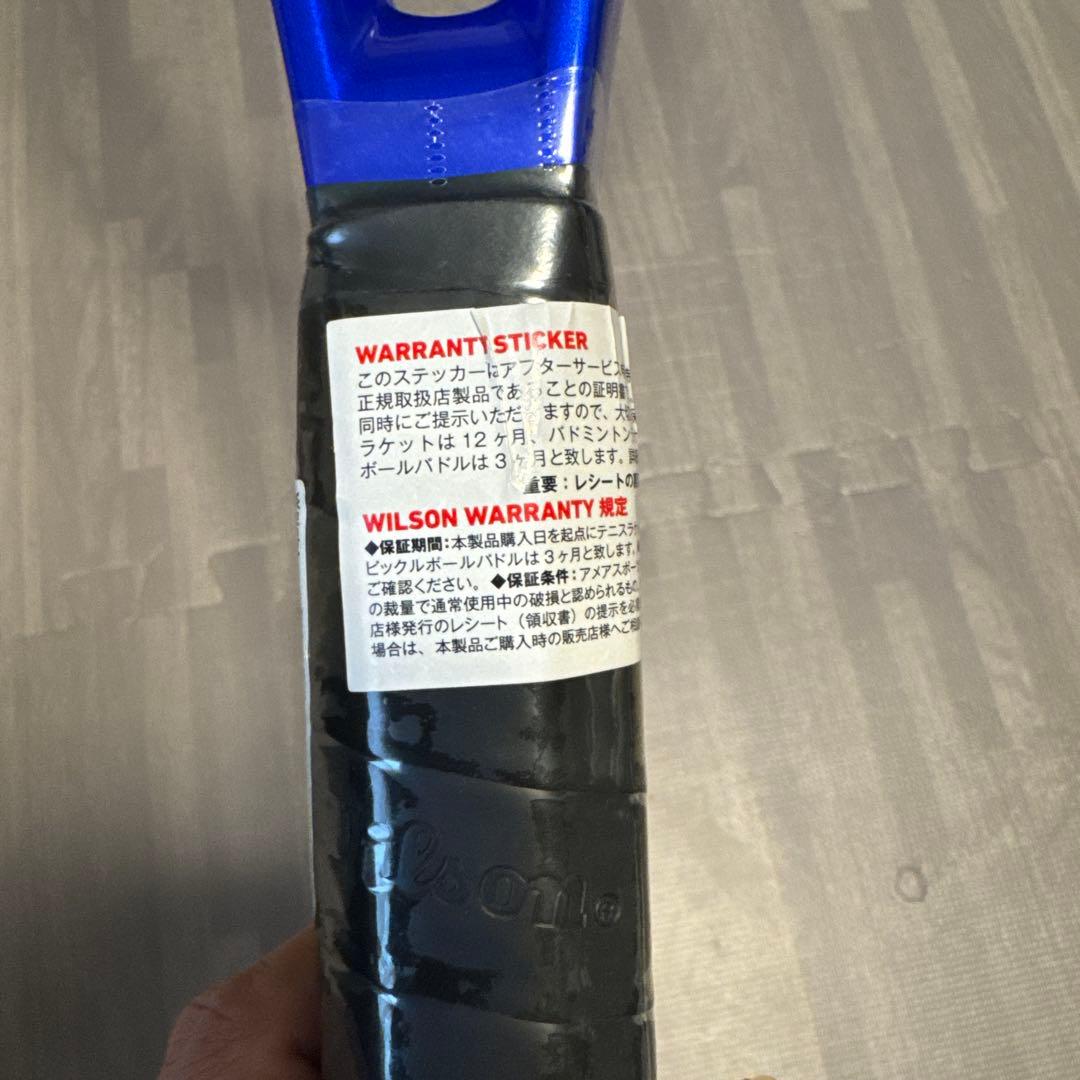 WARRANTY STICKER
このステッカーにアフターサービス
正規取扱店製品であることの証明書
同時にご提示いただ ますので、大切
ラケットは 12 ヶ月、バドミントン
ボールパドルは 3 ヶ月と致します。詳
重要：レシートの
WILSON WARRANTY 規定
◆保証期間：本製品購入日を起点にテニスラケ
ピックルボールパドルは 3 ヶ月と致します。
ご確認ください。 ◆保証条件：アメアスポー
の裁量で通常使用中の破損と認められるもの
店様発行のレシート（領収書）の提示を必
場合は、本製品ご購入時の販売店様へご相
Wilson®